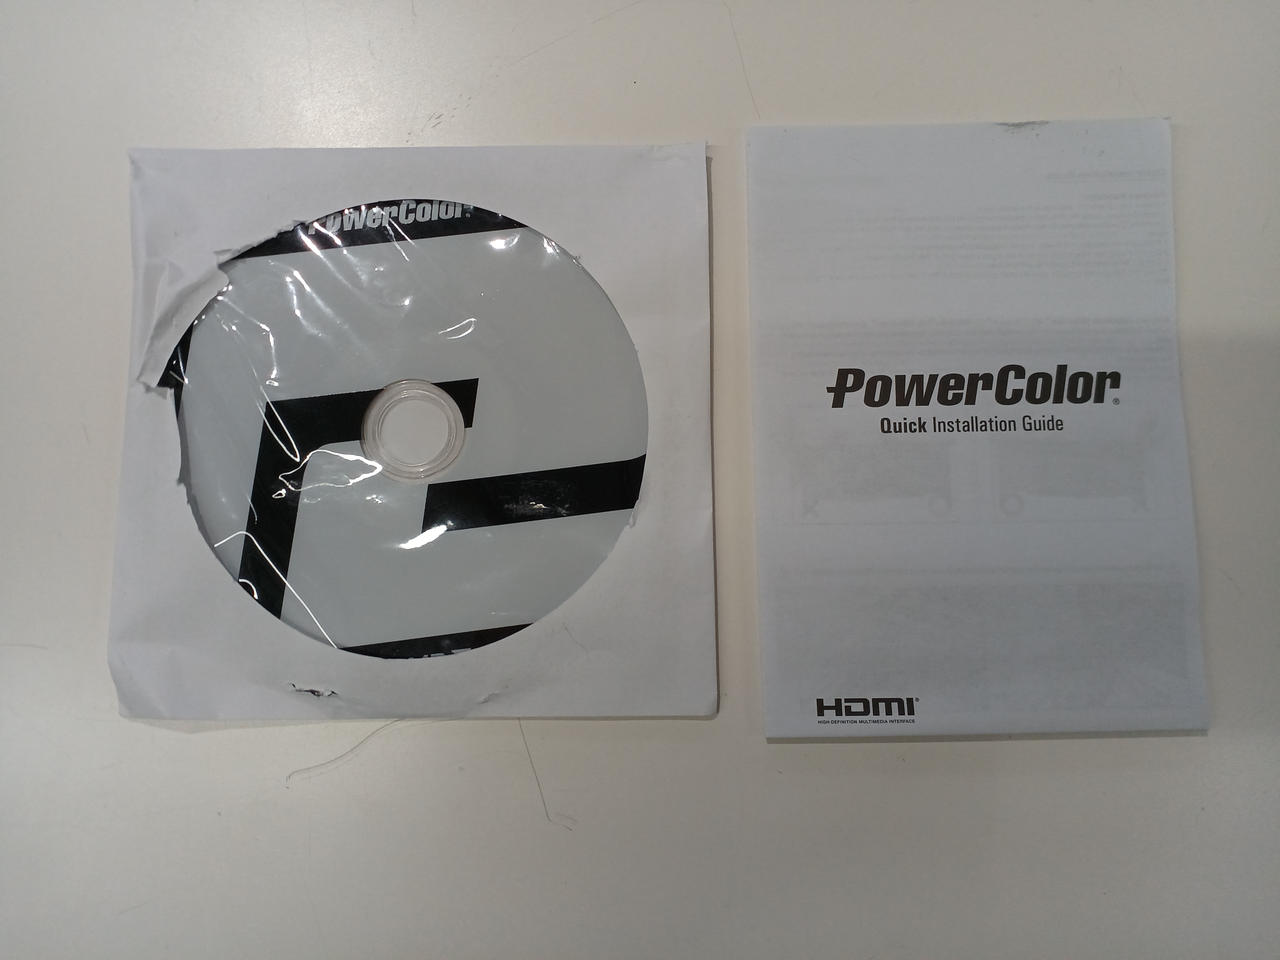 PowerColor
PowerColor®
Quick Installation Guide
HDMI®
HIGH-DEFINITION MULTIMEDIA INTERFACE